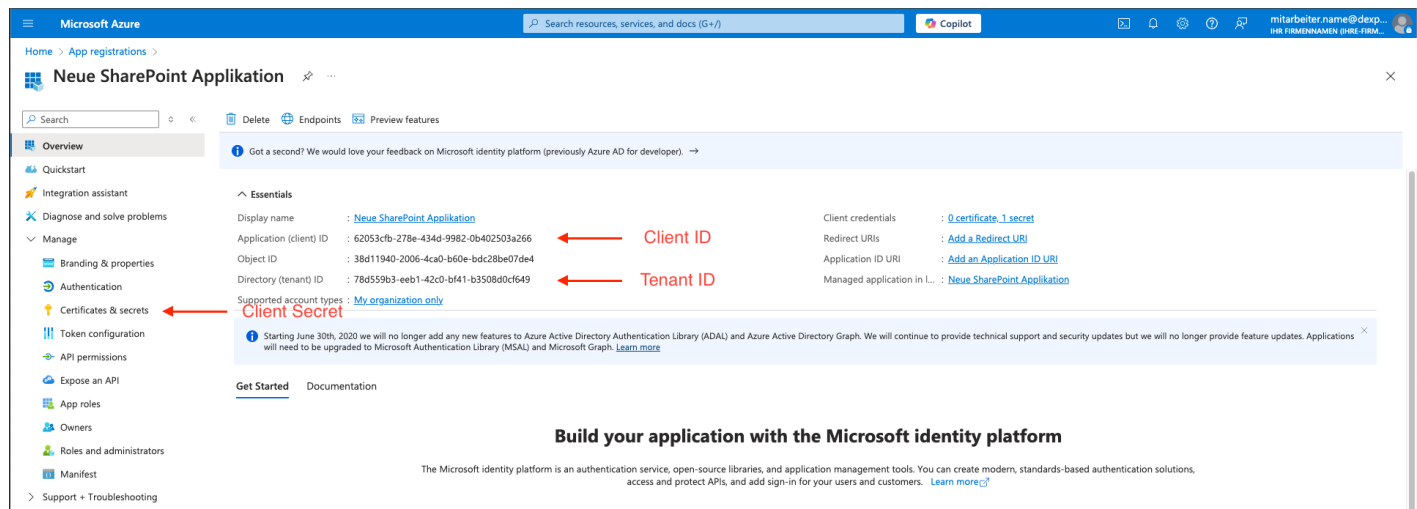 Microsoft Azure
Search resources, services, and docs (G+/)
Copilot
mitarbeiter.name@dexp...
IHR FIRMENNAMEN (IHRE-FIRM...
Home > App registrations >
Neue SharePoint Applikation
Search
Delete
Endpoints
Preview features
Overview
Quickstart
Integration assistant
Diagnose and solve problems
Manage
Branding & properties
Authentication
Certificates & secrets
Token configuration
API permissions
Expose an API
App roles
Owners
Roles and administrators
Manifest
Support + Troubleshooting
Got a second? We would love your feedback on Microsoft identity platform (previously Azure AD for developer). →
Essentials
Display name : Neue SharePoint Applikation
Application (client) ID : 62053cfb-278e-434d-9982-0b402503a266
Client ID
Object ID : 38d11940-2006-4ca0-b60e-bdc28be07de4
Directory (tenant) ID : 78d559b3-eeb1-42c0-bf41-b3508d0cf649
Tenant ID
Supported account types : My organization only
Client Secret
Client credentials : 0 certificate, 1 secret
Redirect URIs : Add a Redirect URI
Application ID URI : Add an Application ID URI
Managed application in l... : Neue SharePoint Applikation
Starting June 30th, 2020 we will no longer add any new features to Azure Active Directory Authentication Library (ADAL) and Azure Active Directory Graph. We will continue to provide technical support and security updates but we will no longer provide feature updates. Applications
will need to be upgraded to Microsoft Authentication Library (MSAL) and Microsoft Graph. Learn more
Get Started
Documentation
Build your application with the Microsoft identity platform
The Microsoft identity platform is an authentication service, open-source libraries, and application management tools. You can create modern, standards-based authentication solutions,
access and protect APIs, and add sign-in for your users and customers. Learn more